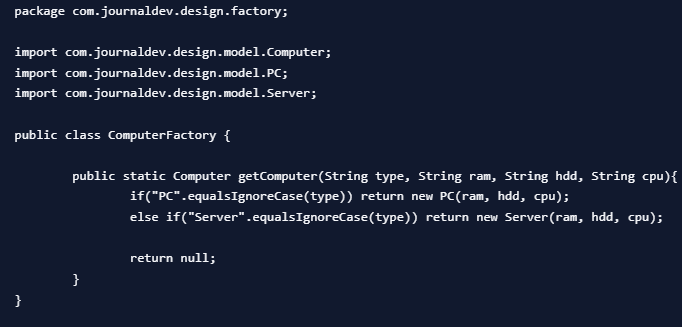 package com.journaldev.design.factory;
import com.journaldev.design.model.Computer;
import com.journaldev.design.model.PC;
import com.journaldev.design.model.Server;
public class ComputerFactory {
public static Computer getComputer(String type, String ram, String hdd, String cpu){
if("PC".equalsIgnoreCase(type)) return new PC(ram, hdd, cpu);
else if("Server".equalsIgnoreCase(type)) return new Server(ram, hdd, cpu);
return null;
}
}